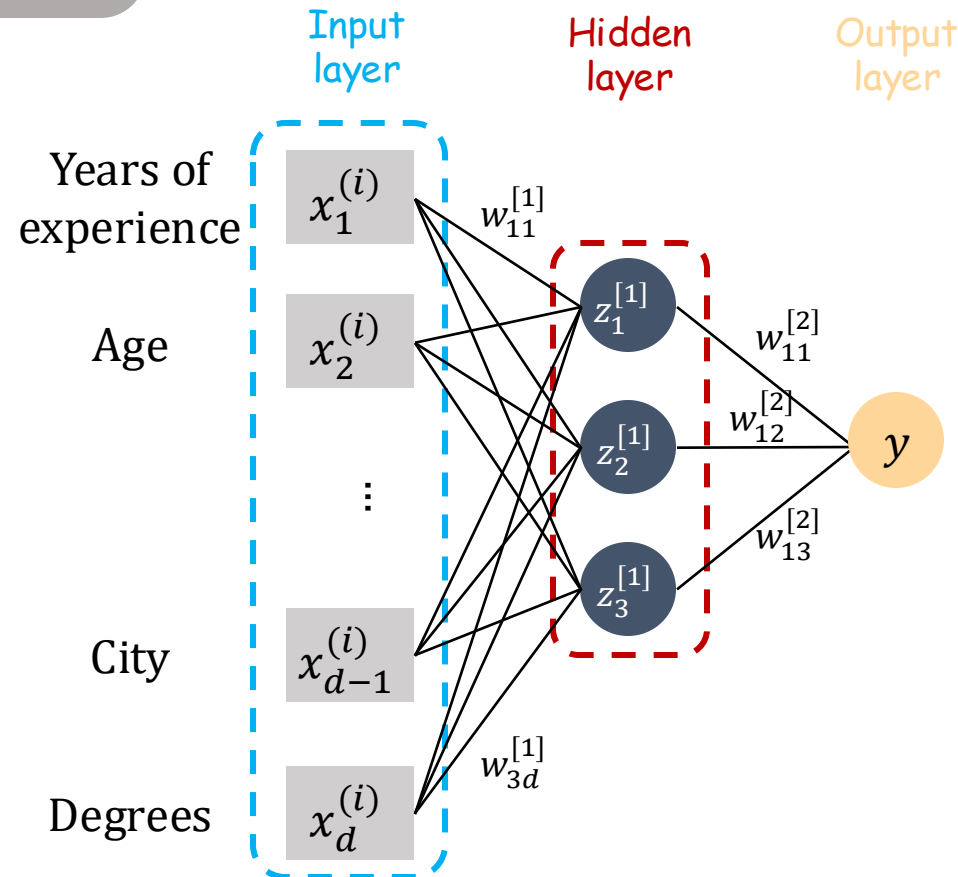 Input
layer
Hidden
layer
Output
layer
Years of
experience
x_1^{(i)}
w_{11}^{[1]}
z_1^{[1]}
w_{11}^{[2]}
Age
x_2^{(i)}
w_{12}^{[2]}
z_2^{[1]}
y
⋮
w_{13}^{[2]}
z_3^{[1]}
City
x_{d-1}^{(i)}
w_{3d}^{[1]}
Degrees
x_d^{(i)}